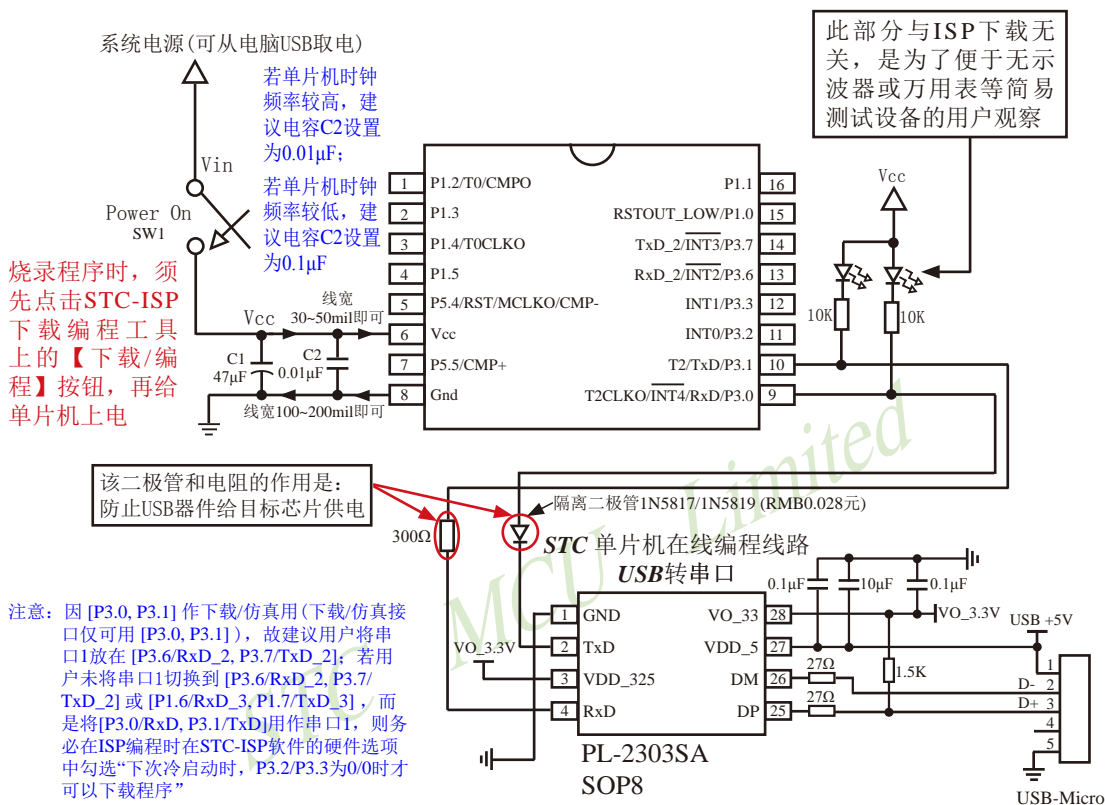 系统电源(可从电脑USB取电)
若单片机时钟
频率较高，建
议电容C2设置
为0.01μF；
若单片机时钟
频率较低，建
议电容C2设置
为0.1μF
Vin
Power On
SW1
烧录程序时，须
先点击STC-ISP
下载编程工具
上的【下载/编
程】按钮，再给
单片机上电
Vcc
线宽
30~50mil即可
C1
47μF
C2
0.01μF
线宽100~200mil即可
1 P1.2/T0/CMPO
2 P1.3
3 P1.4/T0CLKO
4 P1.5
5 P5.4/RST/MCLKO/CMP-
6 Vcc
7 P5.5/CMP+
8 Gnd
P1.1 16
RSTOUT_LOW/P1.0 15
TxD_2/INT3/P3.7 14
RxD_2/INT2/P3.6 13
INT1/P3.3 12
INT0/P3.2 11
T2/TxD/P3.1 10
T2CLKO/INT4/RxD/P3.0 9
此部分与ISP下载无
关，是为了便于无示
波器或万用表等简易
测试设备的用户观察
Vcc
10K
10K
该二极管和电阻的作用是：
防止USB器件给目标芯片供电
300Ω
隔离二极管1N5817/1N5819 (RMB0.028元)
STC 单片机在线编程线路
USB转串口
0.1μF
10μF
0.1μF
VO_3.3V
VO_3.3V
USB +5V
1 GND
2 TxD
3 VDD_325
4 RxD
VO_33 28
VDD_5 27
DM 26
DP 25
27Ω
27Ω
1.5K
D-
D+
1
2
3
4
5
PL-2303SA
SOP8
USB-Micro
注意：因 [P3.0, P3.1] 作下载/仿真用(下载/仿真接
口仅可用 [P3.0, P3.1] )，故建议用户将串
口1放在 [P3.6/RxD_2, P3.7/TxD_2]；若用
户未将串口1切换到 [P3.6/RxD_2, P3.7/
TxD_2] 或 [P1.6/RxD_3, P1.7/TxD_3] ，而
是将[P3.0/RxD, P3.1/TxD]用作串口1，则务
必在ISP编程时在STC-ISP软件的硬件选项
中勾选“下次冷启动时，P3.2/P3.3为0/0时才
可以下载程序”
STC MCU Limited